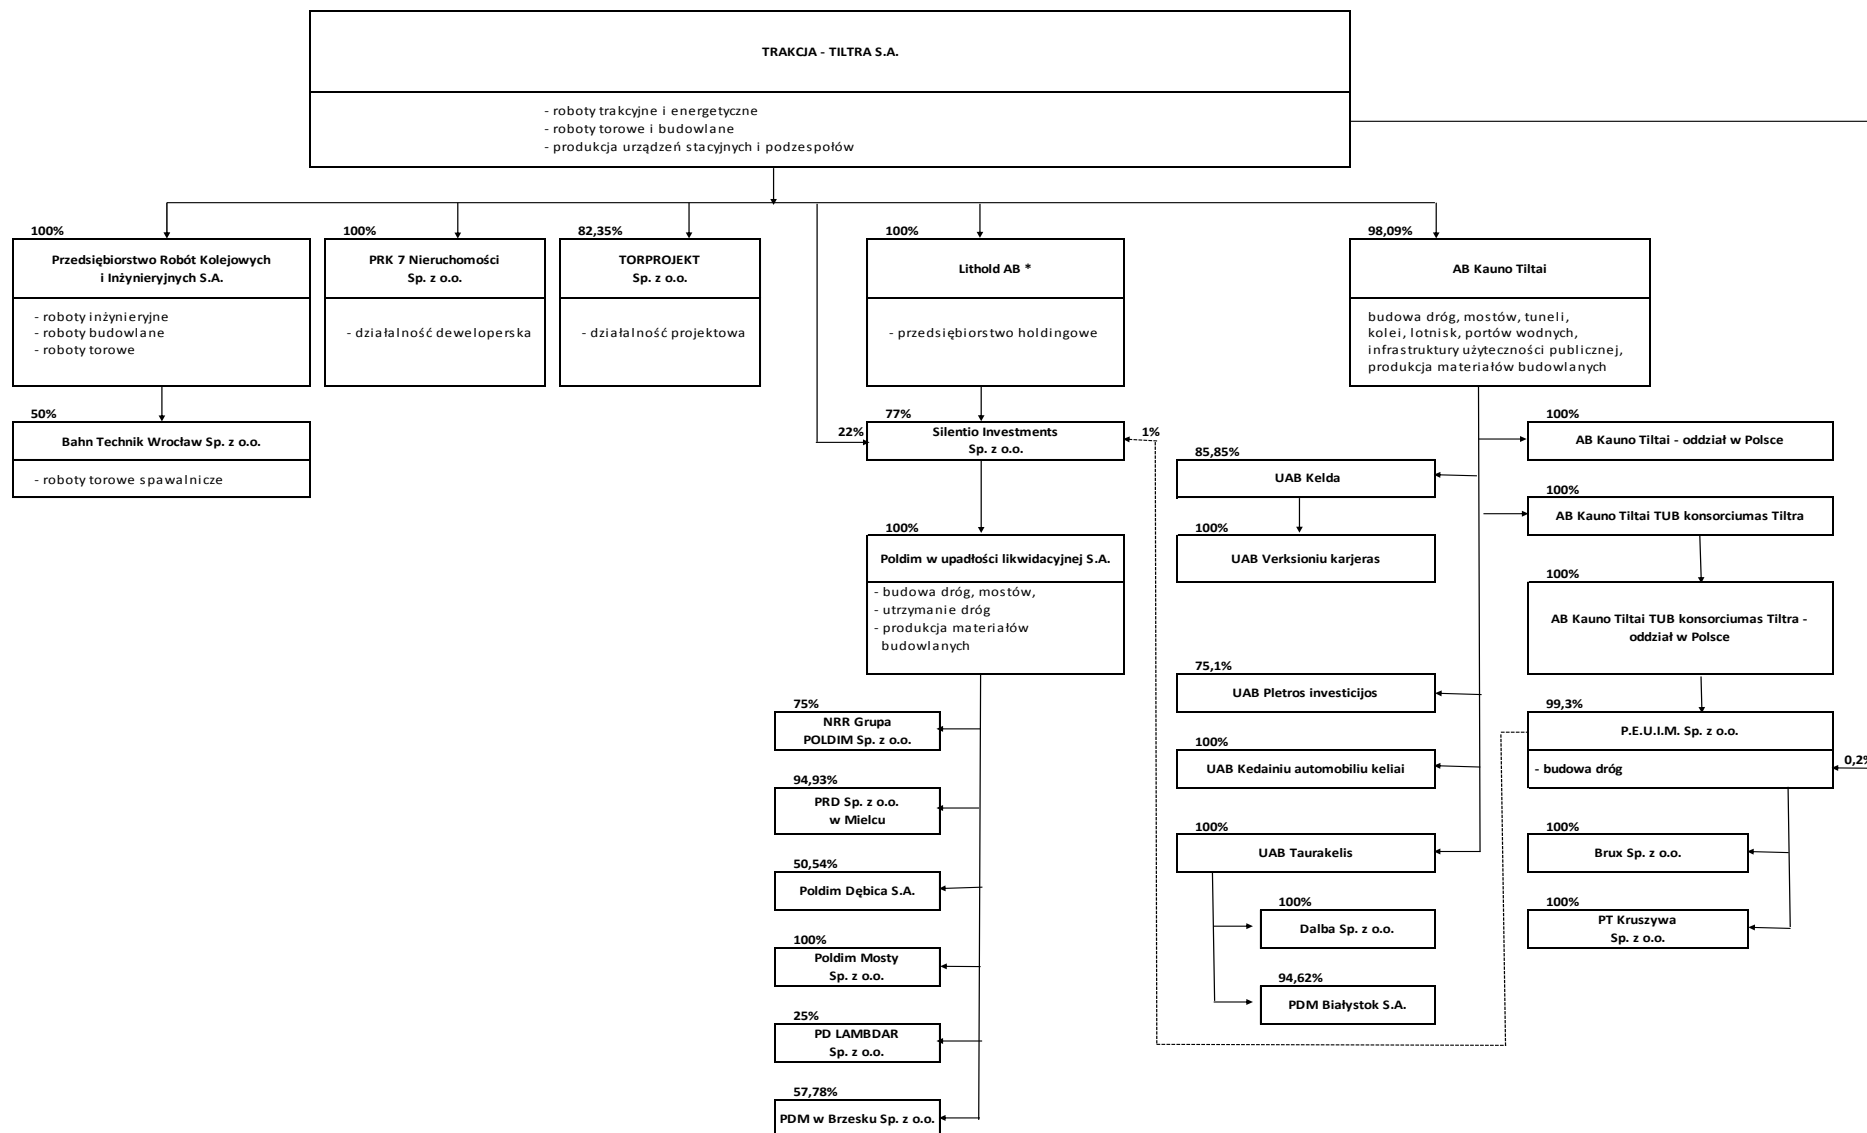 TRAKCJA - TILTRA S.A.
- roboty trakcyjne i energetyczne
- roboty torowe i budowlane
- produkcja urządzeń stacyjnych i podzespołów
100%
Przedsiębiorstwo Robót Kolejowych
i Inżynieryjnych S.A.
- roboty inżynieryjne
- roboty budowlane
- roboty torowe
50%
Bahn Technik Wrocław Sp. z o.o.
- roboty torowe spawalnicze
100%
PRK 7 Nieruchomości
Sp. z o.o.
- działalność deweloperska
82,35%
TORPROJEKT
Sp. z o.o.
- działalność projektowa
100%
Lithold AB *
- przedsiębiorstwo holdingowe
77%
22%
1%
Silentio Investments
Sp. z o.o.
100%
Poldim w upadłości likwidacyjnej S.A.
- budowa dróg, mostów,
- utrzymanie dróg
- produkcja materiałów
budowlanych
75%
NRR Grupa
POLDIM Sp. z o.o.
94,93%
PRD Sp. z o.o.
w Mielcu
50,54%
Poldim Dębica S.A.
100%
Poldim Mosty
Sp. z o.o.
25%
PD LAMBDAR
Sp. z o.o.
57,78%
PDM w Brzesku Sp. z o.o.
98,09%
AB Kauno Tiltai
budowa dróg, mostów, tuneli,
kolei, lotnisk, portów wodnych,
infrastruktury użyteczności publicznej,
produkcja materiałów budowlanych
85,85%
UAB Kelda
100%
UAB Verksioniu karjeras
75,1%
UAB Pletros investicijos
100%
UAB Kedainiu automobiliu keliai
100%
UAB Taurakelis
100%
Dalba Sp. z o.o.
94,62%
PDM Białystok S.A.
100%
AB Kauno Tiltai - oddział w Polsce
100%
AB Kauno Tiltai TUB konsorciumas Tiltra
100%
AB Kauno Tiltai TUB konsorciumas Tiltra -
oddział w Polsce
99,3%
P.E.U.I.M. Sp. z o.o.
- budowa dróg
0,2%
100%
Brux Sp. z o.o.
100%
PT Kruszywa
Sp. z o.o.